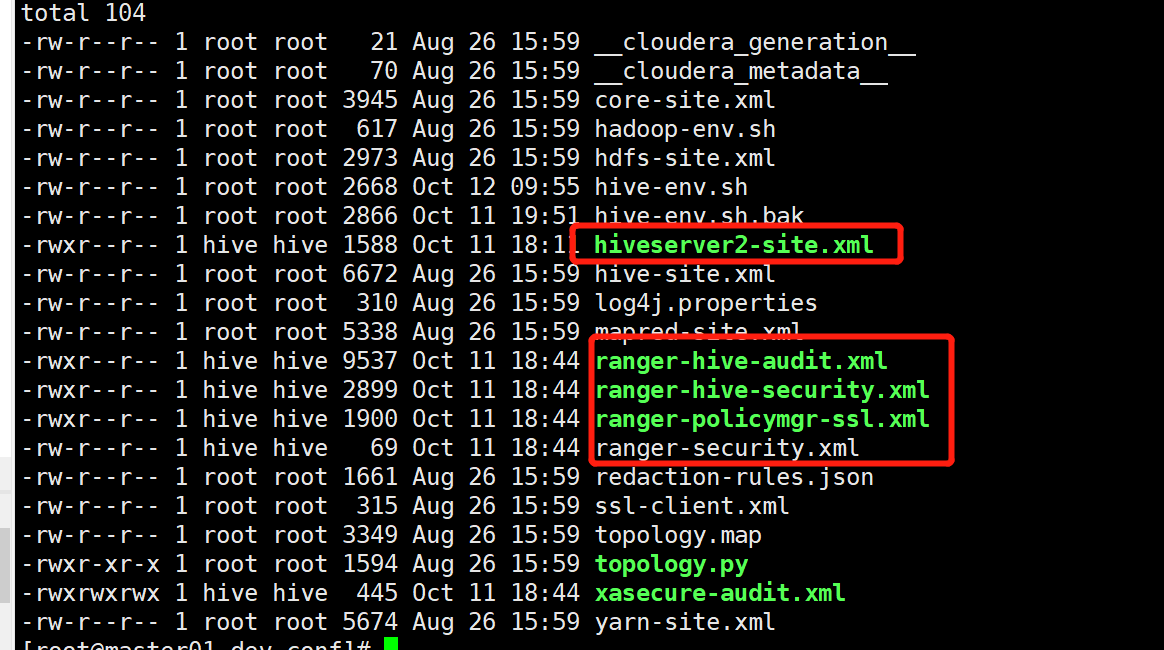 total 104
-rw-r--r-- 1 root root   21 Aug 26 15:59 __cloudera_generation__
-rw-r--r-- 1 root root   70 Aug 26 15:59 __cloudera_metadata__
-rw-r--r-- 1 root root 3945 Aug 26 15:59 core-site.xml
-rw-r--r-- 1 root root  617 Aug 26 15:59 hadoop-env.sh
-rw-r--r-- 1 root root 2973 Aug 26 15:59 hdfs-site.xml
-rw-r--r-- 1 root root 2668 Oct 12 09:55 hive-env.sh
-rw-r--r-- 1 root root 2866 Oct 11 19:51 hive-env.sh.bak
-rwxr--r-- 1 hive hive 1588 Oct 11 18:11 hiveserver2-site.xml
-rw-r--r-- 1 root root 6672 Aug 26 15:59 hive-site.xml
-rw-r--r-- 1 root root  310 Aug 26 15:59 log4j.properties
-rw-r--r-- 1 root root 5338 Aug 26 15:59 mapred-site.xml
-rwxr--r-- 1 hive hive 9537 Oct 11 18:44 ranger-hive-audit.xml
-rwxr--r-- 1 hive hive 2899 Oct 11 18:44 ranger-hive-security.xml
-rwxr--r-- 1 hive hive 1900 Oct 11 18:44 ranger-policymgr-ssl.xml
-rw-r--r-- 1 hive hive   69 Oct 11 18:44 ranger-security.xml
-rw-r--r-- 1 root root 1661 Aug 26 15:59 redaction-rules.json
-rw-r--r-- 1 root root  315 Aug 26 15:59 ssl-client.xml
-rw-r--r-- 1 root root 3349 Aug 26 15:59 topology.map
-rwxr-xr-x 1 root root 1594 Aug 26 15:59 topology.py
-rwxrwxrwx 1 hive hive  445 Oct 11 18:44 xasecure-audit.xml
-rw-r--r-- 1 root root 5674 Aug 26 15:59 yarn-site.xml
[root@master01 dev conf]#